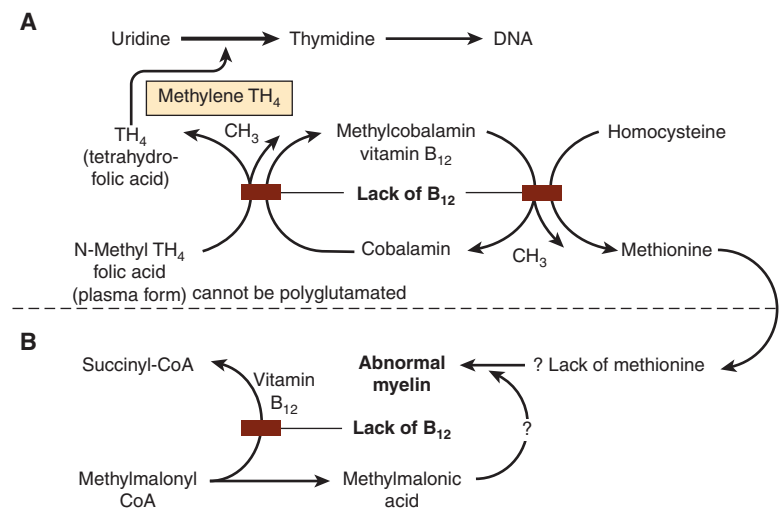 A
Uridine
Thymidine
DNA
Methylene TH₄
TH₄
(tetrahydro-
folic acid)
CH₃
Methylcobalamin
vitamin B₁₂
Homocysteine
Lack of B₁₂
N-Methyl TH₄
folic acid
(plasma form) cannot be polyglutamated
Cobalamin
CH₃
Methionine
B
Succinyl-CoA
Vitamin
B₁₂
Abnormal
myelin
? Lack of methionine
Lack of B₁₂
?
Methylmalonyl
CoA
Methylmalonic
acid